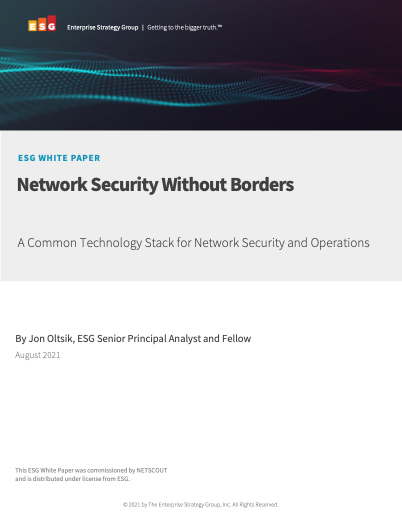 ESG
Enterprise Strategy Group | Getting to the bigger truth.™
ESG WHITE PAPER
Network Security Without Borders
A Common Technology Stack for Network Security and Operations
By Jon Oltsik, ESG Senior Principal Analyst and Fellow
August 2021
This ESG White Paper was commissioned by NETSCOUT
and is distributed under license from ESG.
© 2021 by The Enterprise Strategy Group, Inc. All Rights Reserved.